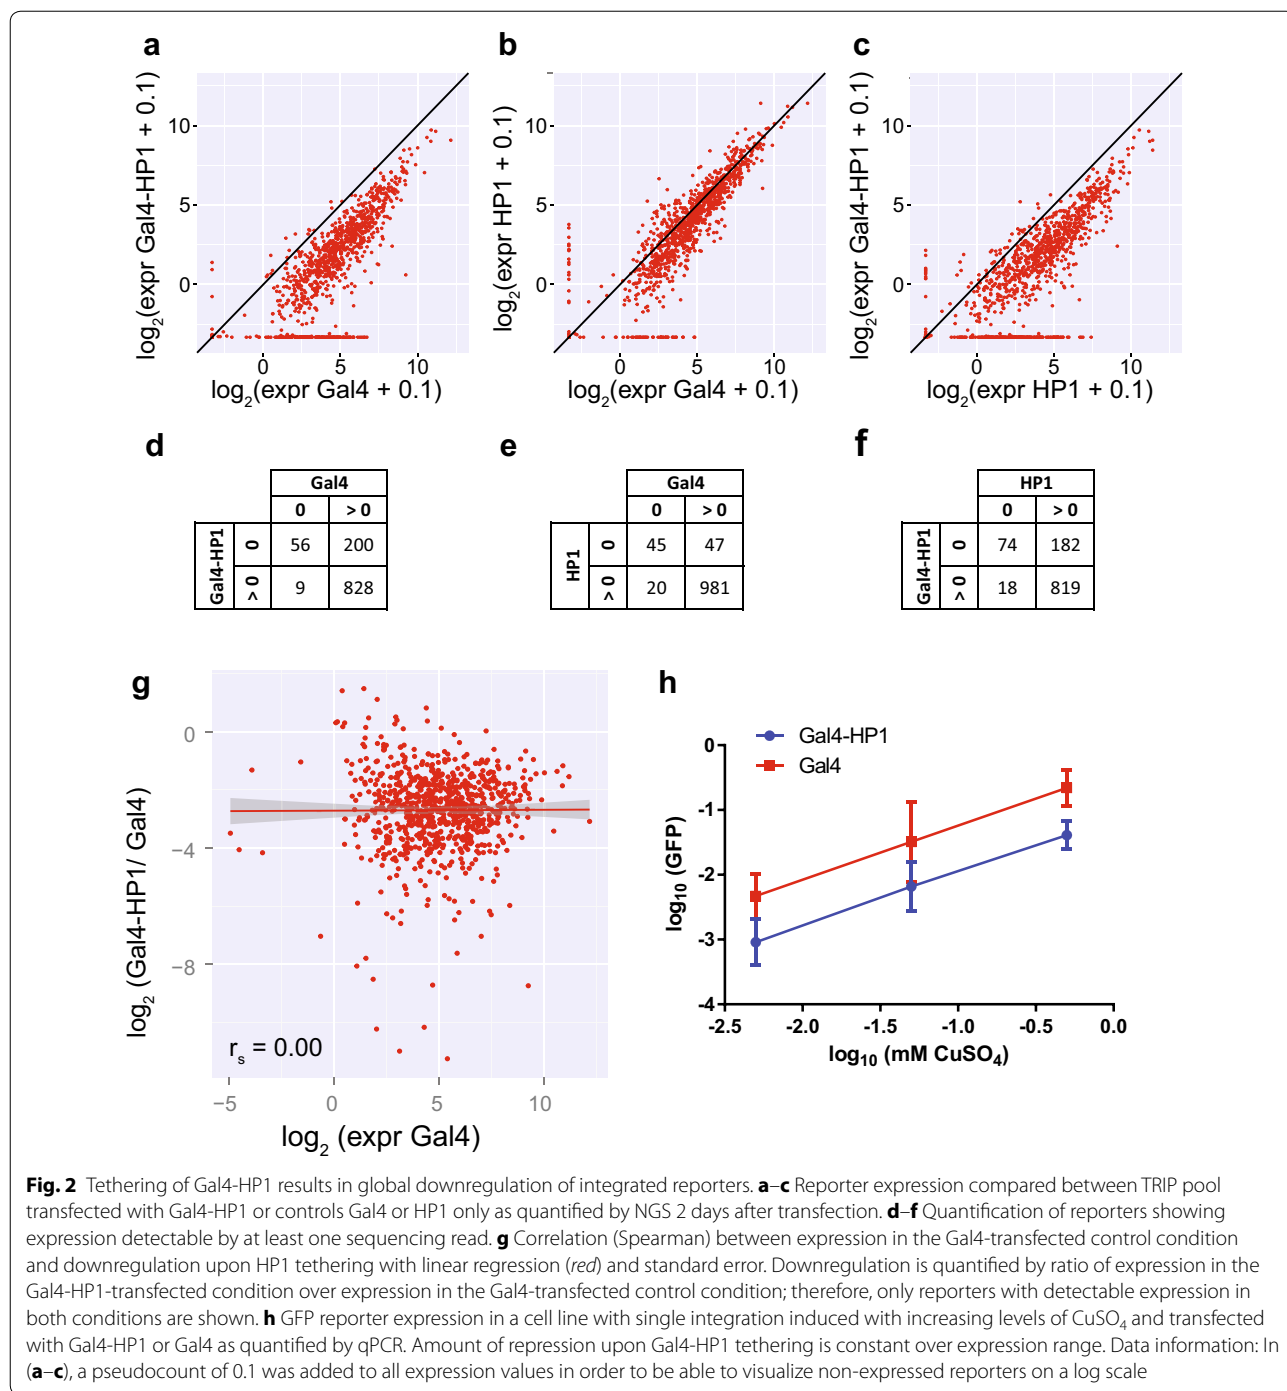 a
b
c
log₂(expr Gal4-HP1 + 0.1)
10
5
0
0
5
10
log₂(expr Gal4 + 0.1)
log₂(expr HP1 + 0.1)
10
5
0
0
5
10
log₂(expr Gal4 + 0.1)
log₂(expr Gal4-HP1 + 0.1)
10
5
0
0
5
10
log₂(expr HP1 + 0.1)
d
Gal4
0 > 0
Gal4-HP1
0 56 200
> 0 9 828
e
Gal4
0 > 0
HP1
0 45 47
> 0 20 981
f
HP1
0 > 0
Gal4-HP1
0 74 182
> 0 18 819
g
log₂ (Gal4-HP1/ Gal4)
0
−4
−8
rₛ = 0.00
−5 0 5 10
log₂ (expr Gal4)
h
Gal4-HP1
Gal4
log₁₀ (GFP)
0
-1
-2
-3
-4
-2.5 -2.0 -1.5 -1.0 -0.5 0.0
log₁₀ (mM CuSO₄)
Fig. 2 Tethering of Gal4-HP1 results in global downregulation of integrated reporters. a–c Reporter expression compared between TRIP pool
transfected with Gal4-HP1 or controls Gal4 or HP1 only as quantified by NGS 2 days after transfection. d–f Quantification of reporters showing
expression detectable by at least one sequencing read. g Correlation (Spearman) between expression in the Gal4-transfected control condition
and downregulation upon HP1 tethering with linear regression (red) and standard error. Downregulation is quantified by ratio of expression in the
Gal4-HP1-transfected condition over expression in the Gal4-transfected control condition; therefore, only reporters with detectable expression in
both conditions are shown. h GFP reporter expression in a cell line with single integration induced with increasing levels of CuSO₄ and transfected
with Gal4-HP1 or Gal4 as quantified by qPCR. Amount of repression upon Gal4-HP1 tethering is constant over expression range. Data information: In
(a–c), a pseudocount of 0.1 was added to all expression values in order to be able to visualize non-expressed reporters on a log scale